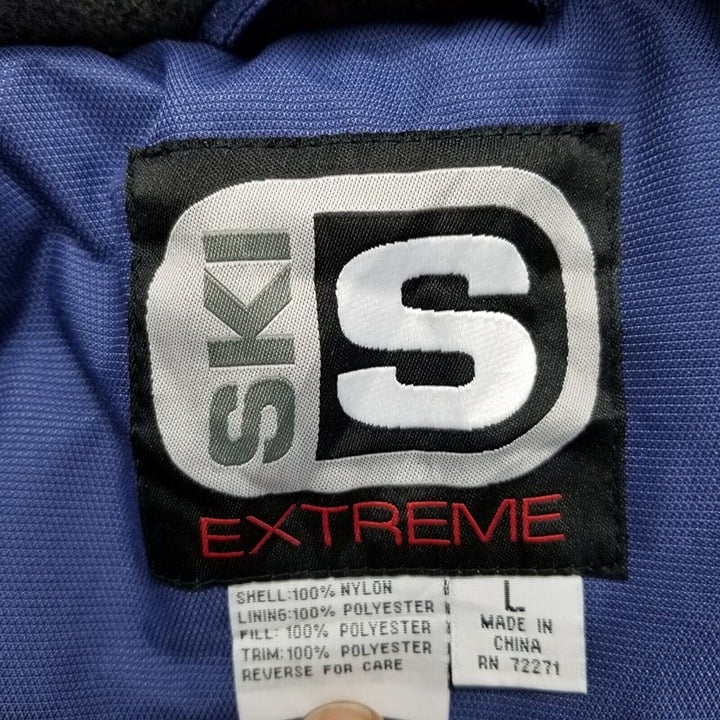 SKI
S
EXTREME
SHELL:100% NYLON
LINING:100% POLYESTER
FILL: 100% POLYESTER
TRIM:100% POLYESTER
REVERSE FOR CARE
L
MADE IN
CHINA
RN 72271